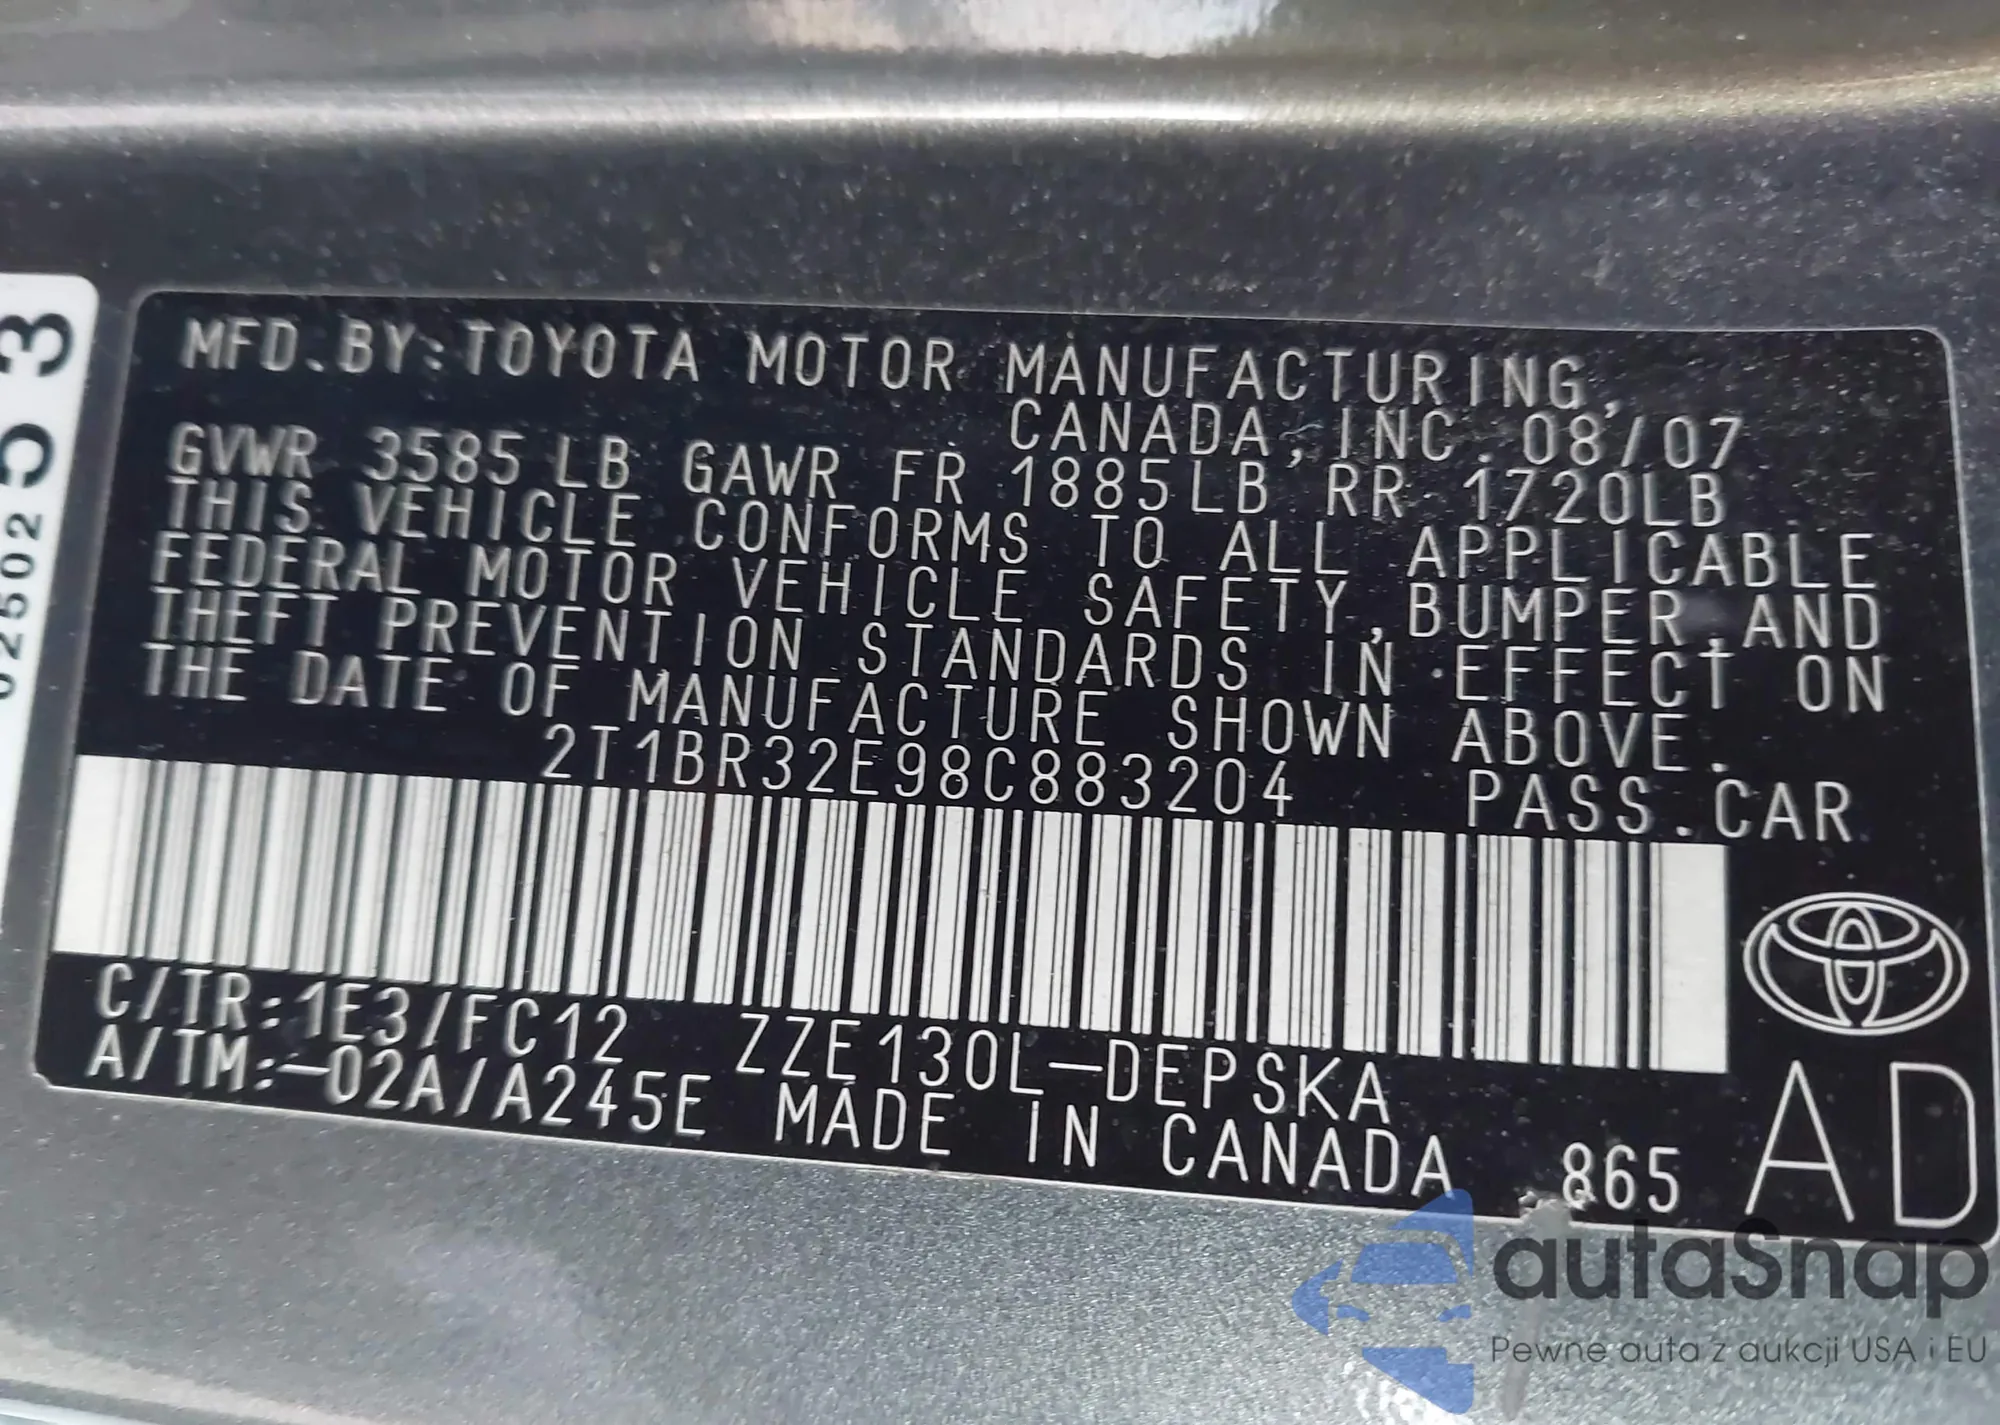 MFD.BY:TOYOTA MOTOR MANUFACTURING,
CANADA, INC. 08/07
GVWR 3585 LB GAWR FR 1885LB RR 1720LB
THIS VEHICLE CONFORMS TO ALL APPLICABLE
FEDERAL MOTOR VEHICLE SAFETY,BUMPER,AND
THEFT PREVENTION STANDARDS IN EFFECT ON
THE DATE OF MANUFACTURE SHOWN ABOVE.
2T1BR32E98C883204 PASS.CAR
C/TR:1E3/FC12 ZZE130L-DEPSKA
A/TM:-02A/A245E MADE IN CANADA 865 AD
autaSnap
Pewne auta z aukcji USA i EU